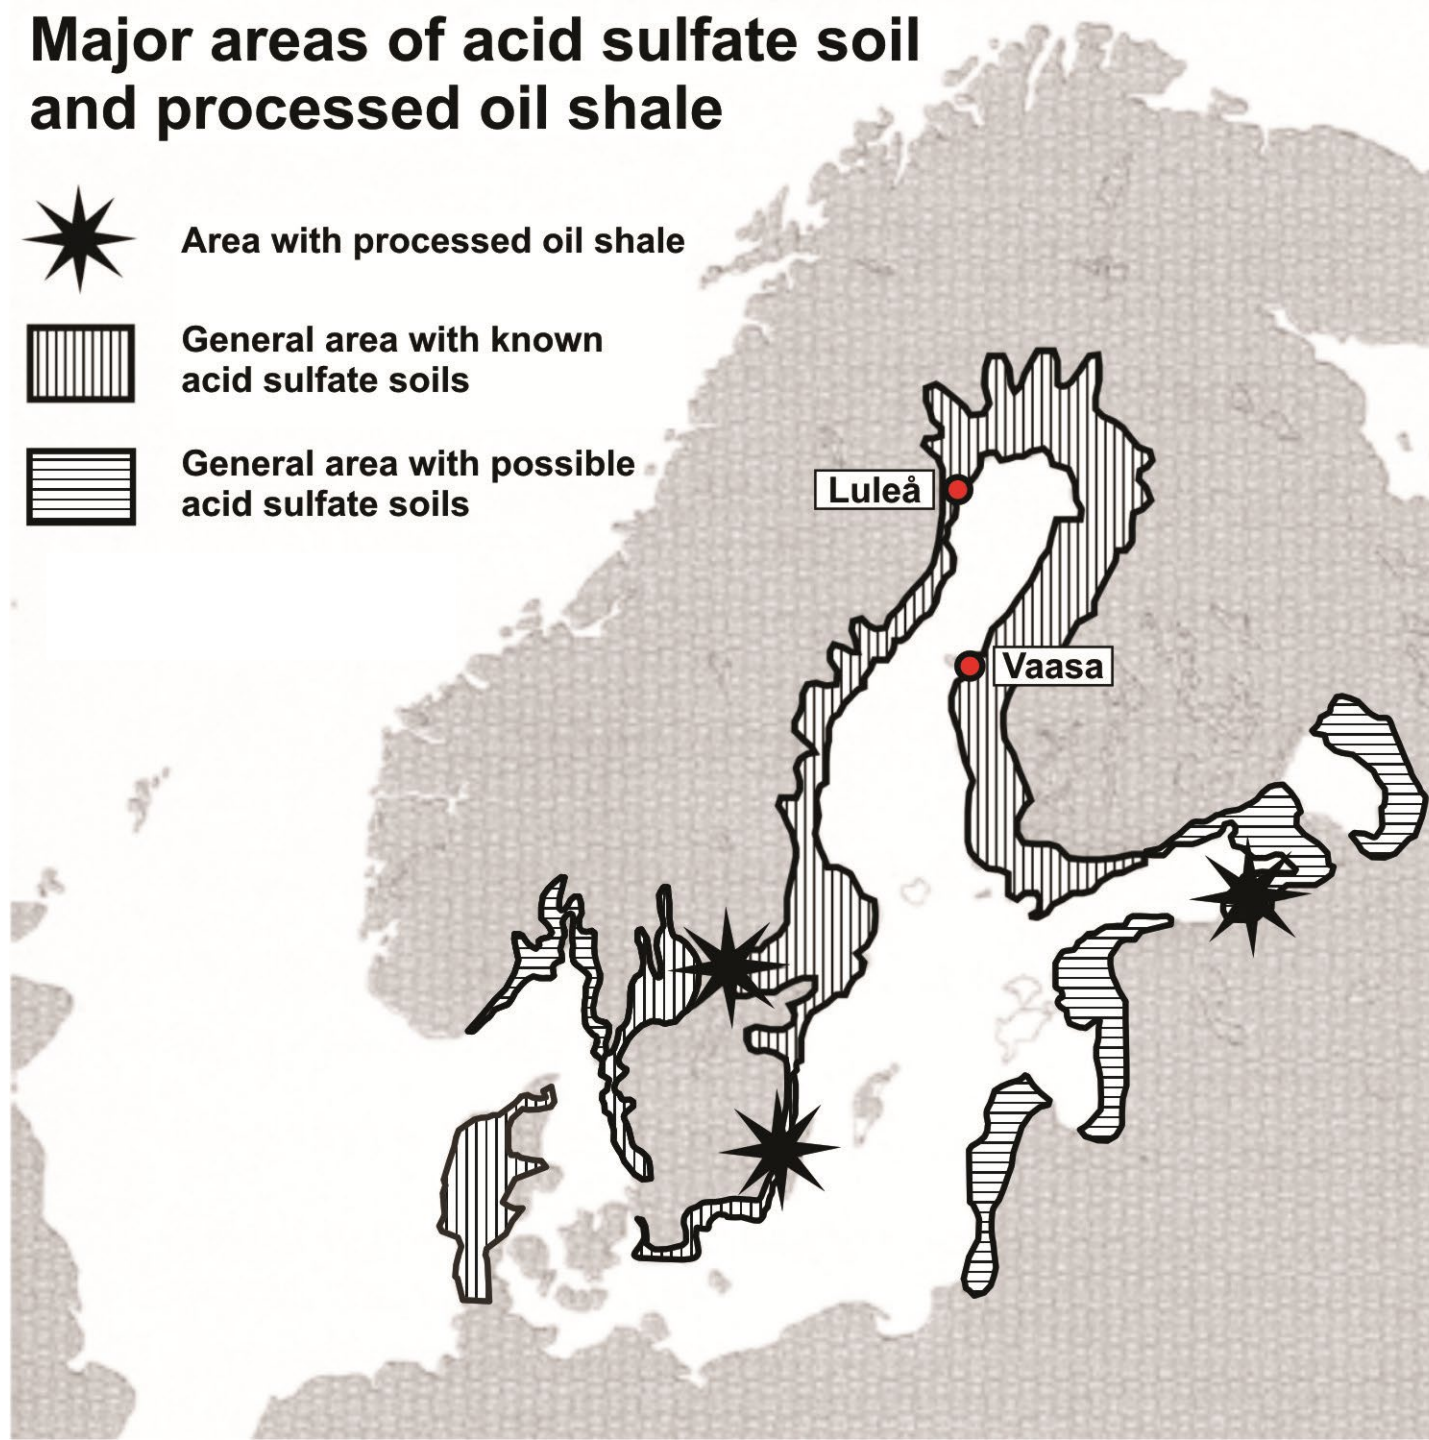 Major areas of acid sulfate soil
and processed oil shale
Area with processed oil shale
General area with known
acid sulfate soils
General area with possible
acid sulfate soils
Luleå
Vaasa